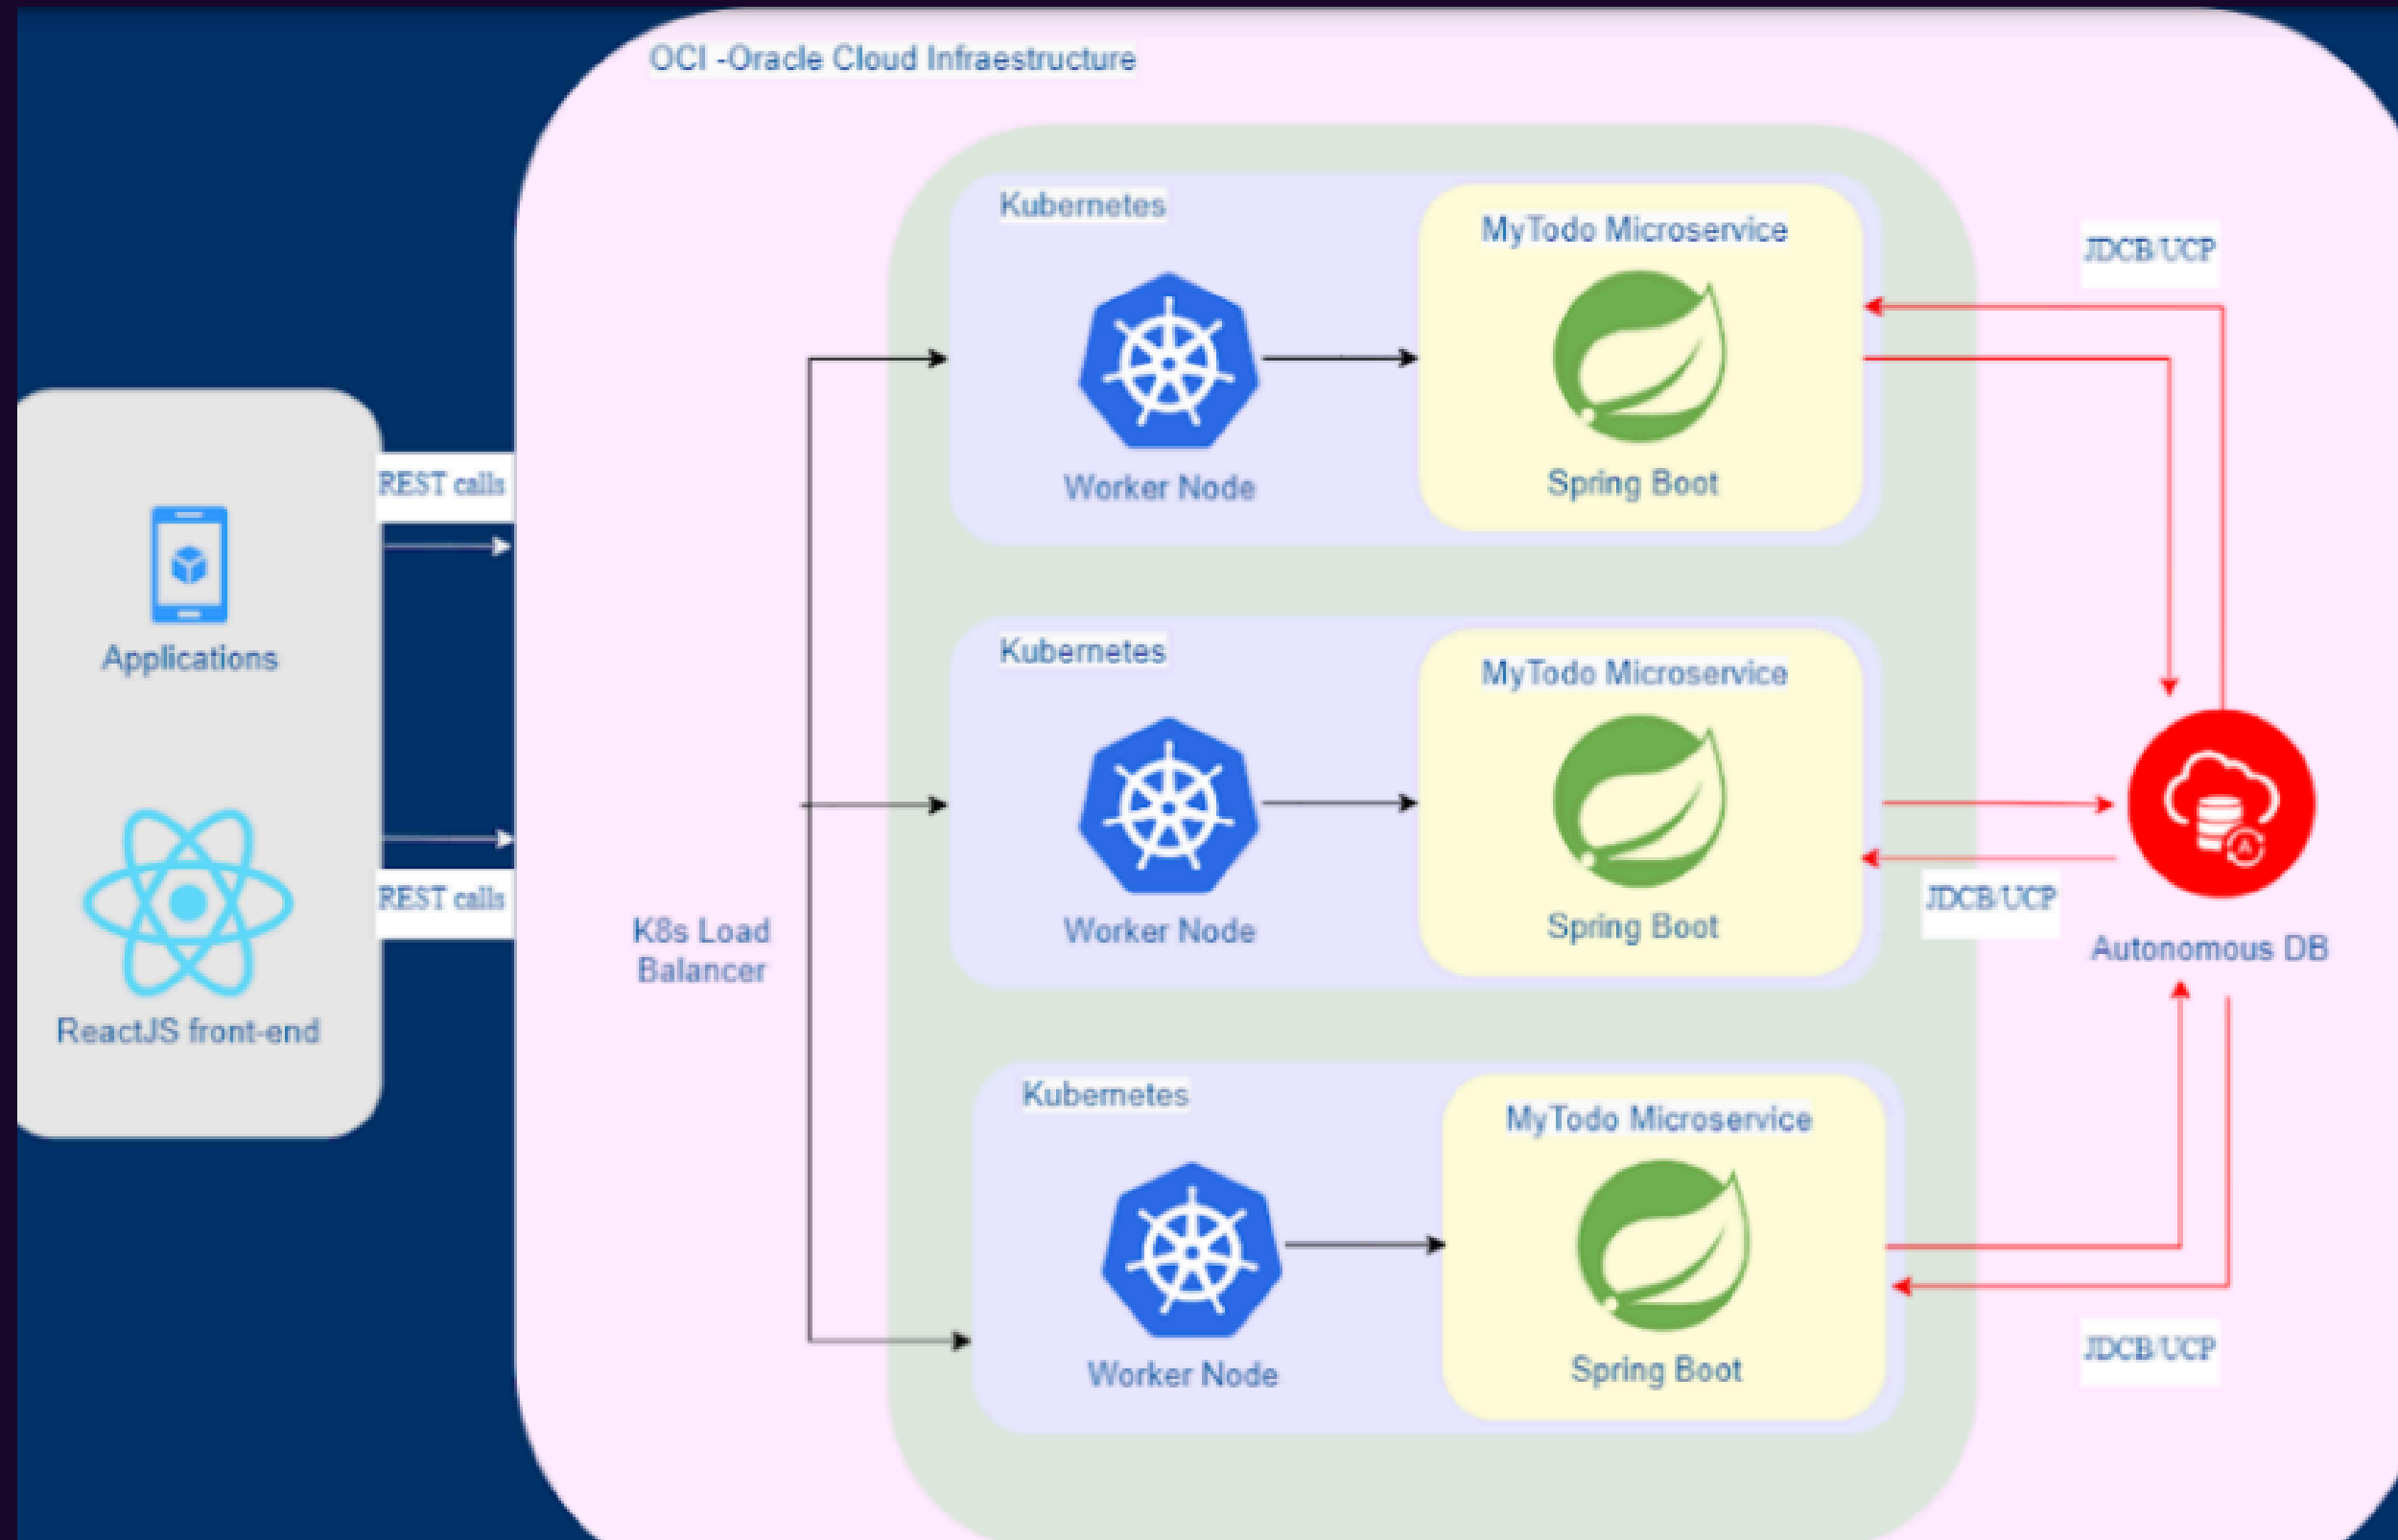 OCI -Oracle Cloud Infraestructure
Applications
ReactJS front-end
REST calls
REST calls
K8s Load
Balancer
Kubernetes
Worker Node
MyTodo Microservice
Spring Boot
Kubernetes
Worker Node
MyTodo Microservice
Spring Boot
Kubernetes
Worker Node
MyTodo Microservice
Spring Boot
JDCB/UCP
JDCB/UCP
Autonomous DB
JDCB/UCP
A